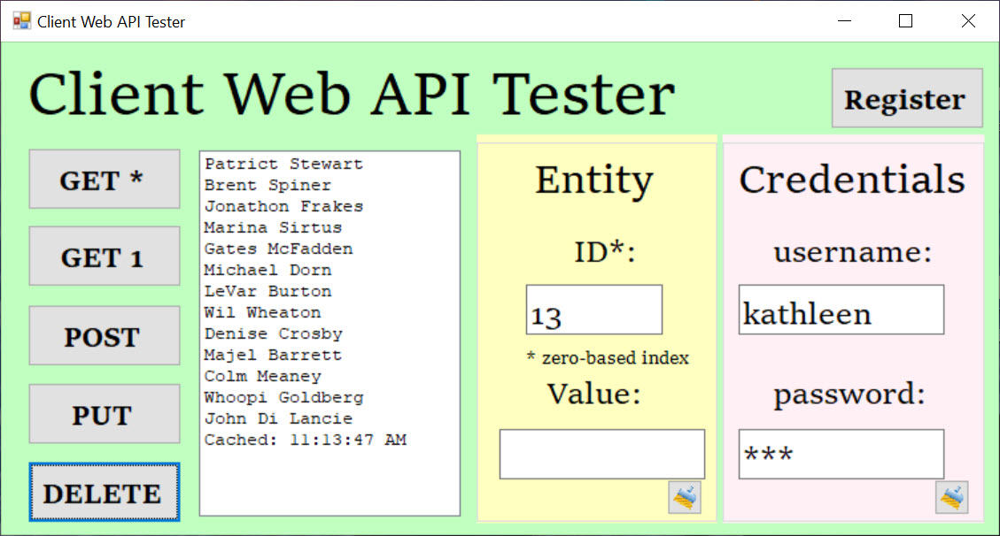 Client Web API Tester
Client Web API Tester
Register
GET *
GET 1
POST
PUT
DELETE
Patrict Stewart
Brent Spiner
Jonathon Frakes
Marina Sirtus
Gates McFadden
Michael Dorn
LeVar Burton
Wil Wheaton
Denise Crosby
Majel Barrett
Colm Meaney
Whoopi Goldberg
John Di Lancie
Cached: 11:13:47 AM
Entity
ID*:
13
* zero-based index
Value:
Credentials
username:
kathleen
password:
***